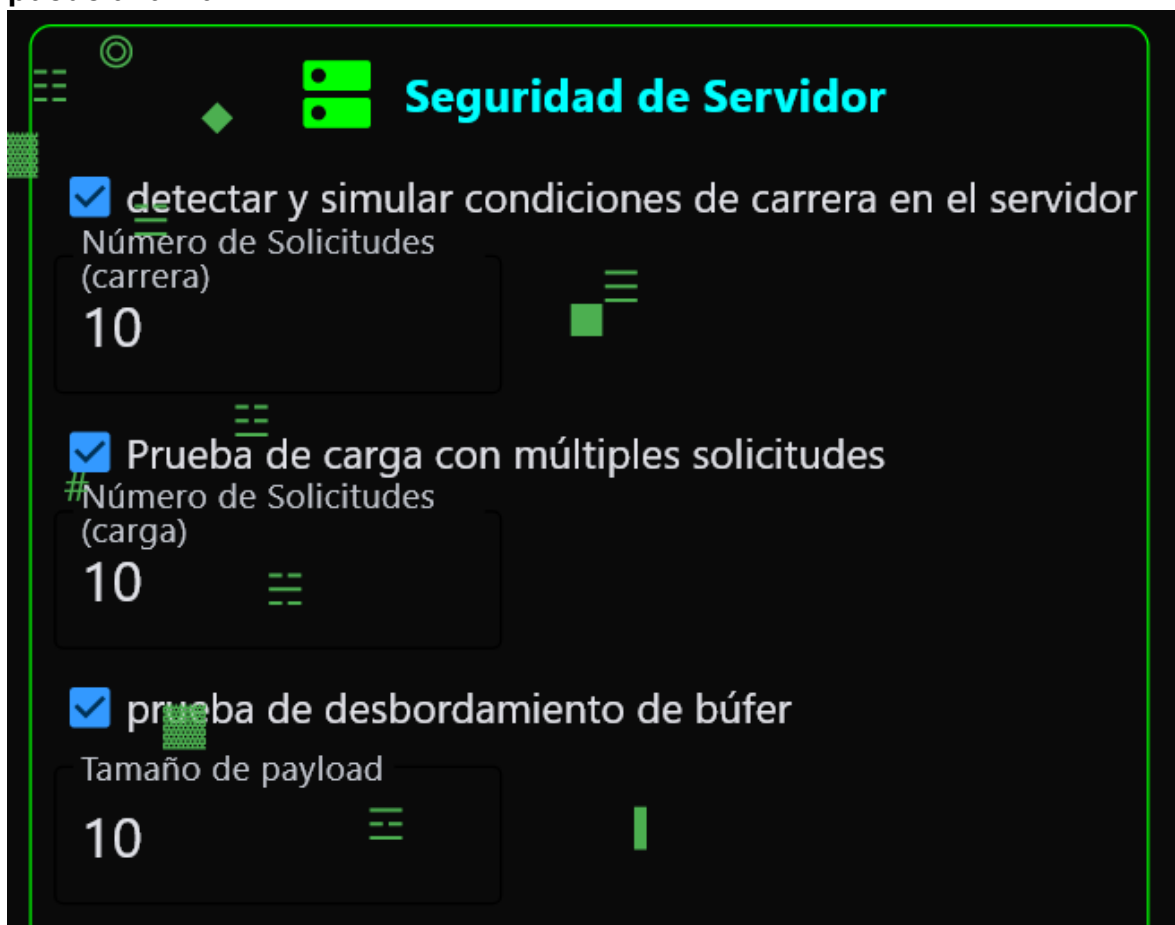 Seguridad de Servidor
detectar y simular condiciones de carrera en el servidor
Número de Solicitudes
(carrera)
10
Prueba de carga con múltiples solicitudes
#
Número de Solicitudes
(carga)
10
prueba de desbordamiento de búfer
Tamaño de payload
10